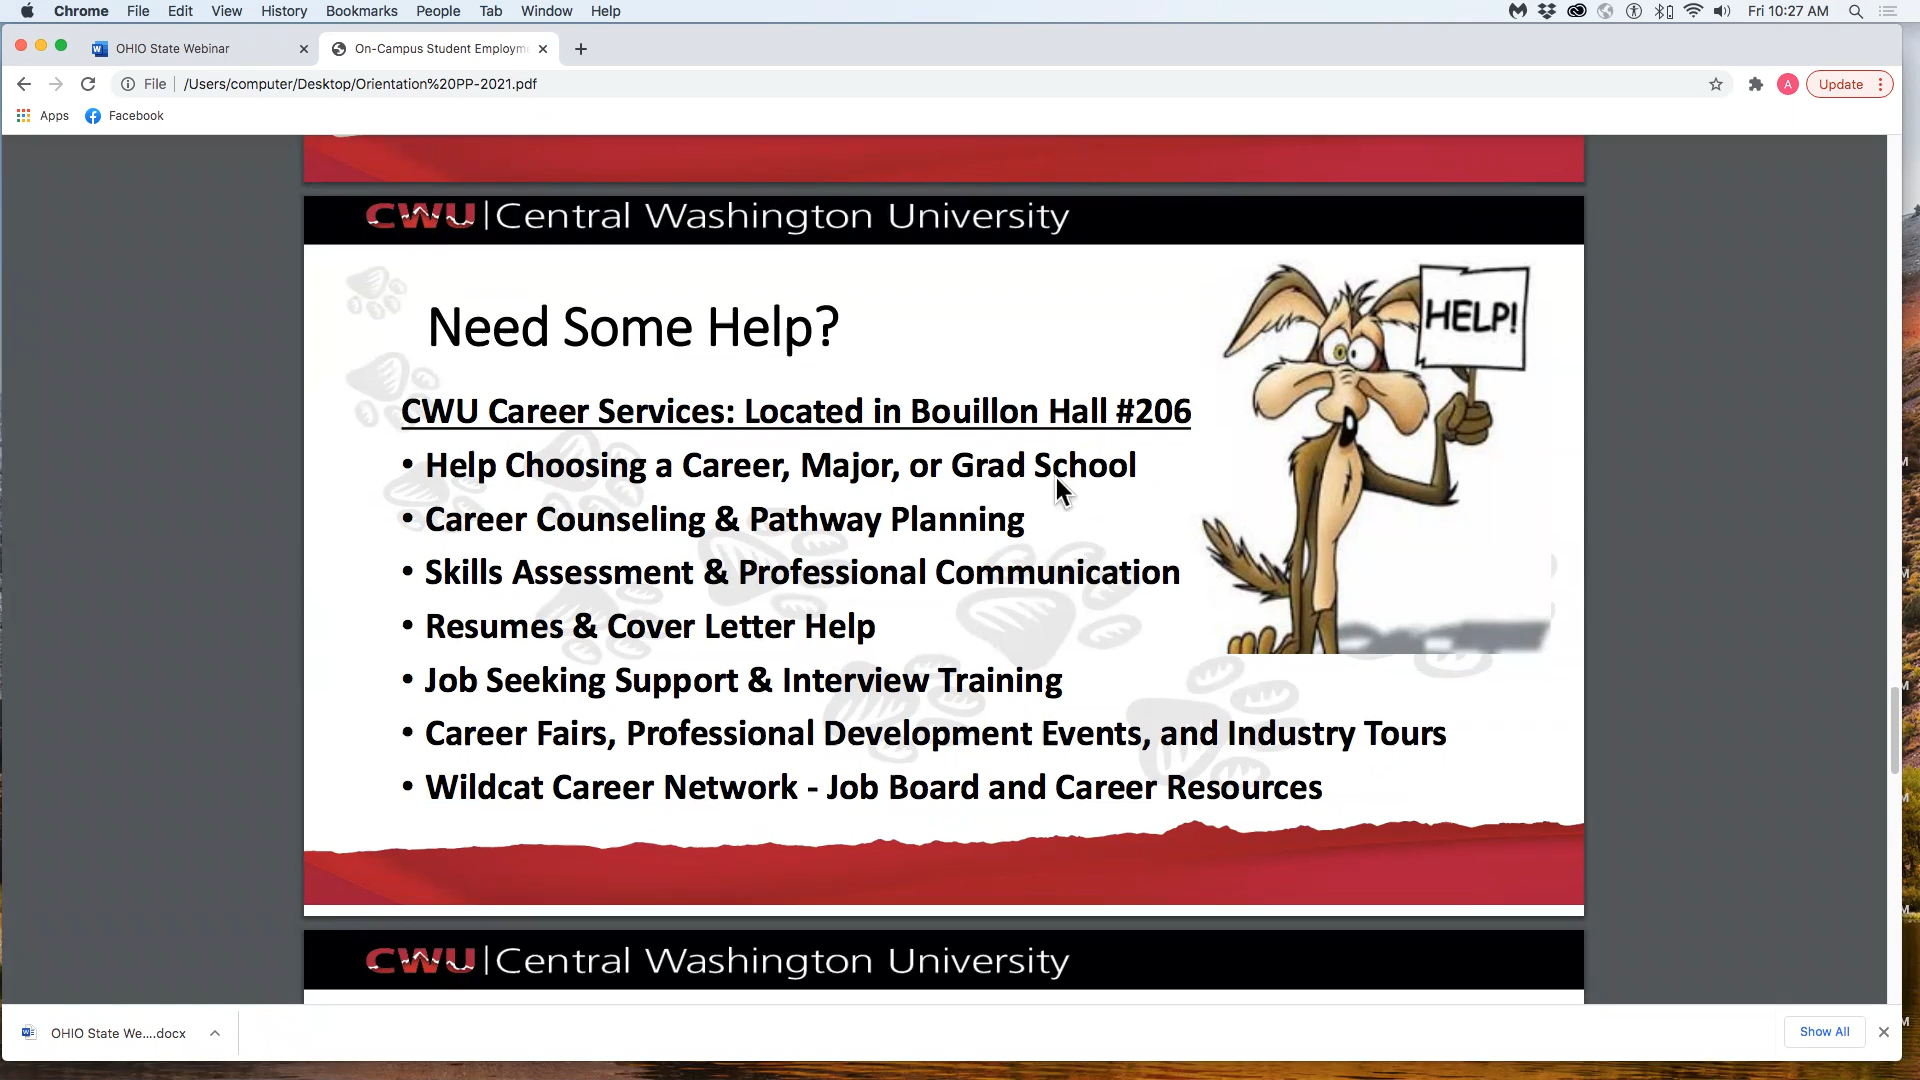 Chrome File Edit View History Bookmarks People Tab Window Help Fri 10:27 AM
OHIO State Webinar On-Campus Student Employm
File /Users/computer/Desktop/Orientation%20PP-2021.pdf A Update
Apps Facebook
CWU | Central Washington University
HELP!
Need Some Help?
CWU Career Services: Located in Bouillon Hall #206
• Help Choosing a Career, Major, or Grad School
• Career Counseling & Pathway Planning
• Skills Assessment & Professional Communication
• Resumes & Cover Letter Help
• Job Seeking Support & Interview Training
• Career Fairs, Professional Development Events, and Industry Tours
• Wildcat Career Network - Job Board and Career Resources
CWU | Central Washington University
OHIO State We....docx Show All